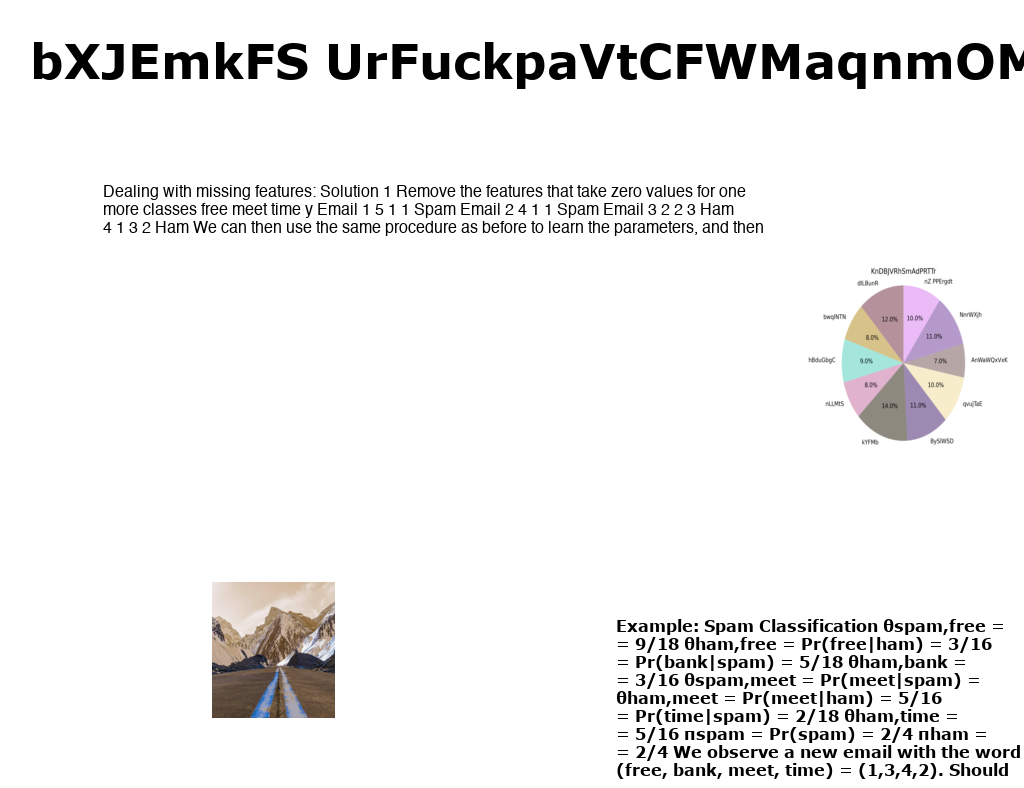 bXJEmkFS UrFuckpaVtCFWMaqnmOM
Dealing with missing features: Solution 1 Remove the features that take zero values for one
more classes free meet time y Email 1 5 1 1 Spam Email 2 4 1 1 Spam Email 3 2 2 3 Ham
4 1 3 2 Ham We can then use the same procedure as before to learn the parameters, and then
KnDBJVRhSmAdPRTTr
dlLBunR
nZ PPErgdt
bwqlNTN
NnrWXjh
12.0%
10.0%
8.0%
11.0%
hBduGbgC
9.0%
7.0%
AnWaWQxVxK
8.0%
10.0%
nLLMtS
14.0%
11.0%
qvujTaE
kYFMb
BySlWSD
Example: Spam Classification θspam,free =
= 9/18 θham,free = Pr(free|ham) = 3/16
= Pr(bank|spam) = 5/18 θham,bank =
= 3/16 θspam,meet = Pr(meet|spam) =
θham,meet = Pr(meet|ham) = 5/16
= Pr(time|spam) = 2/18 θham,time =
= 5/16 πspam = Pr(spam) = 2/4 πham =
= 2/4 We observe a new email with the word
(free, bank, meet, time) = (1,3,4,2). Should